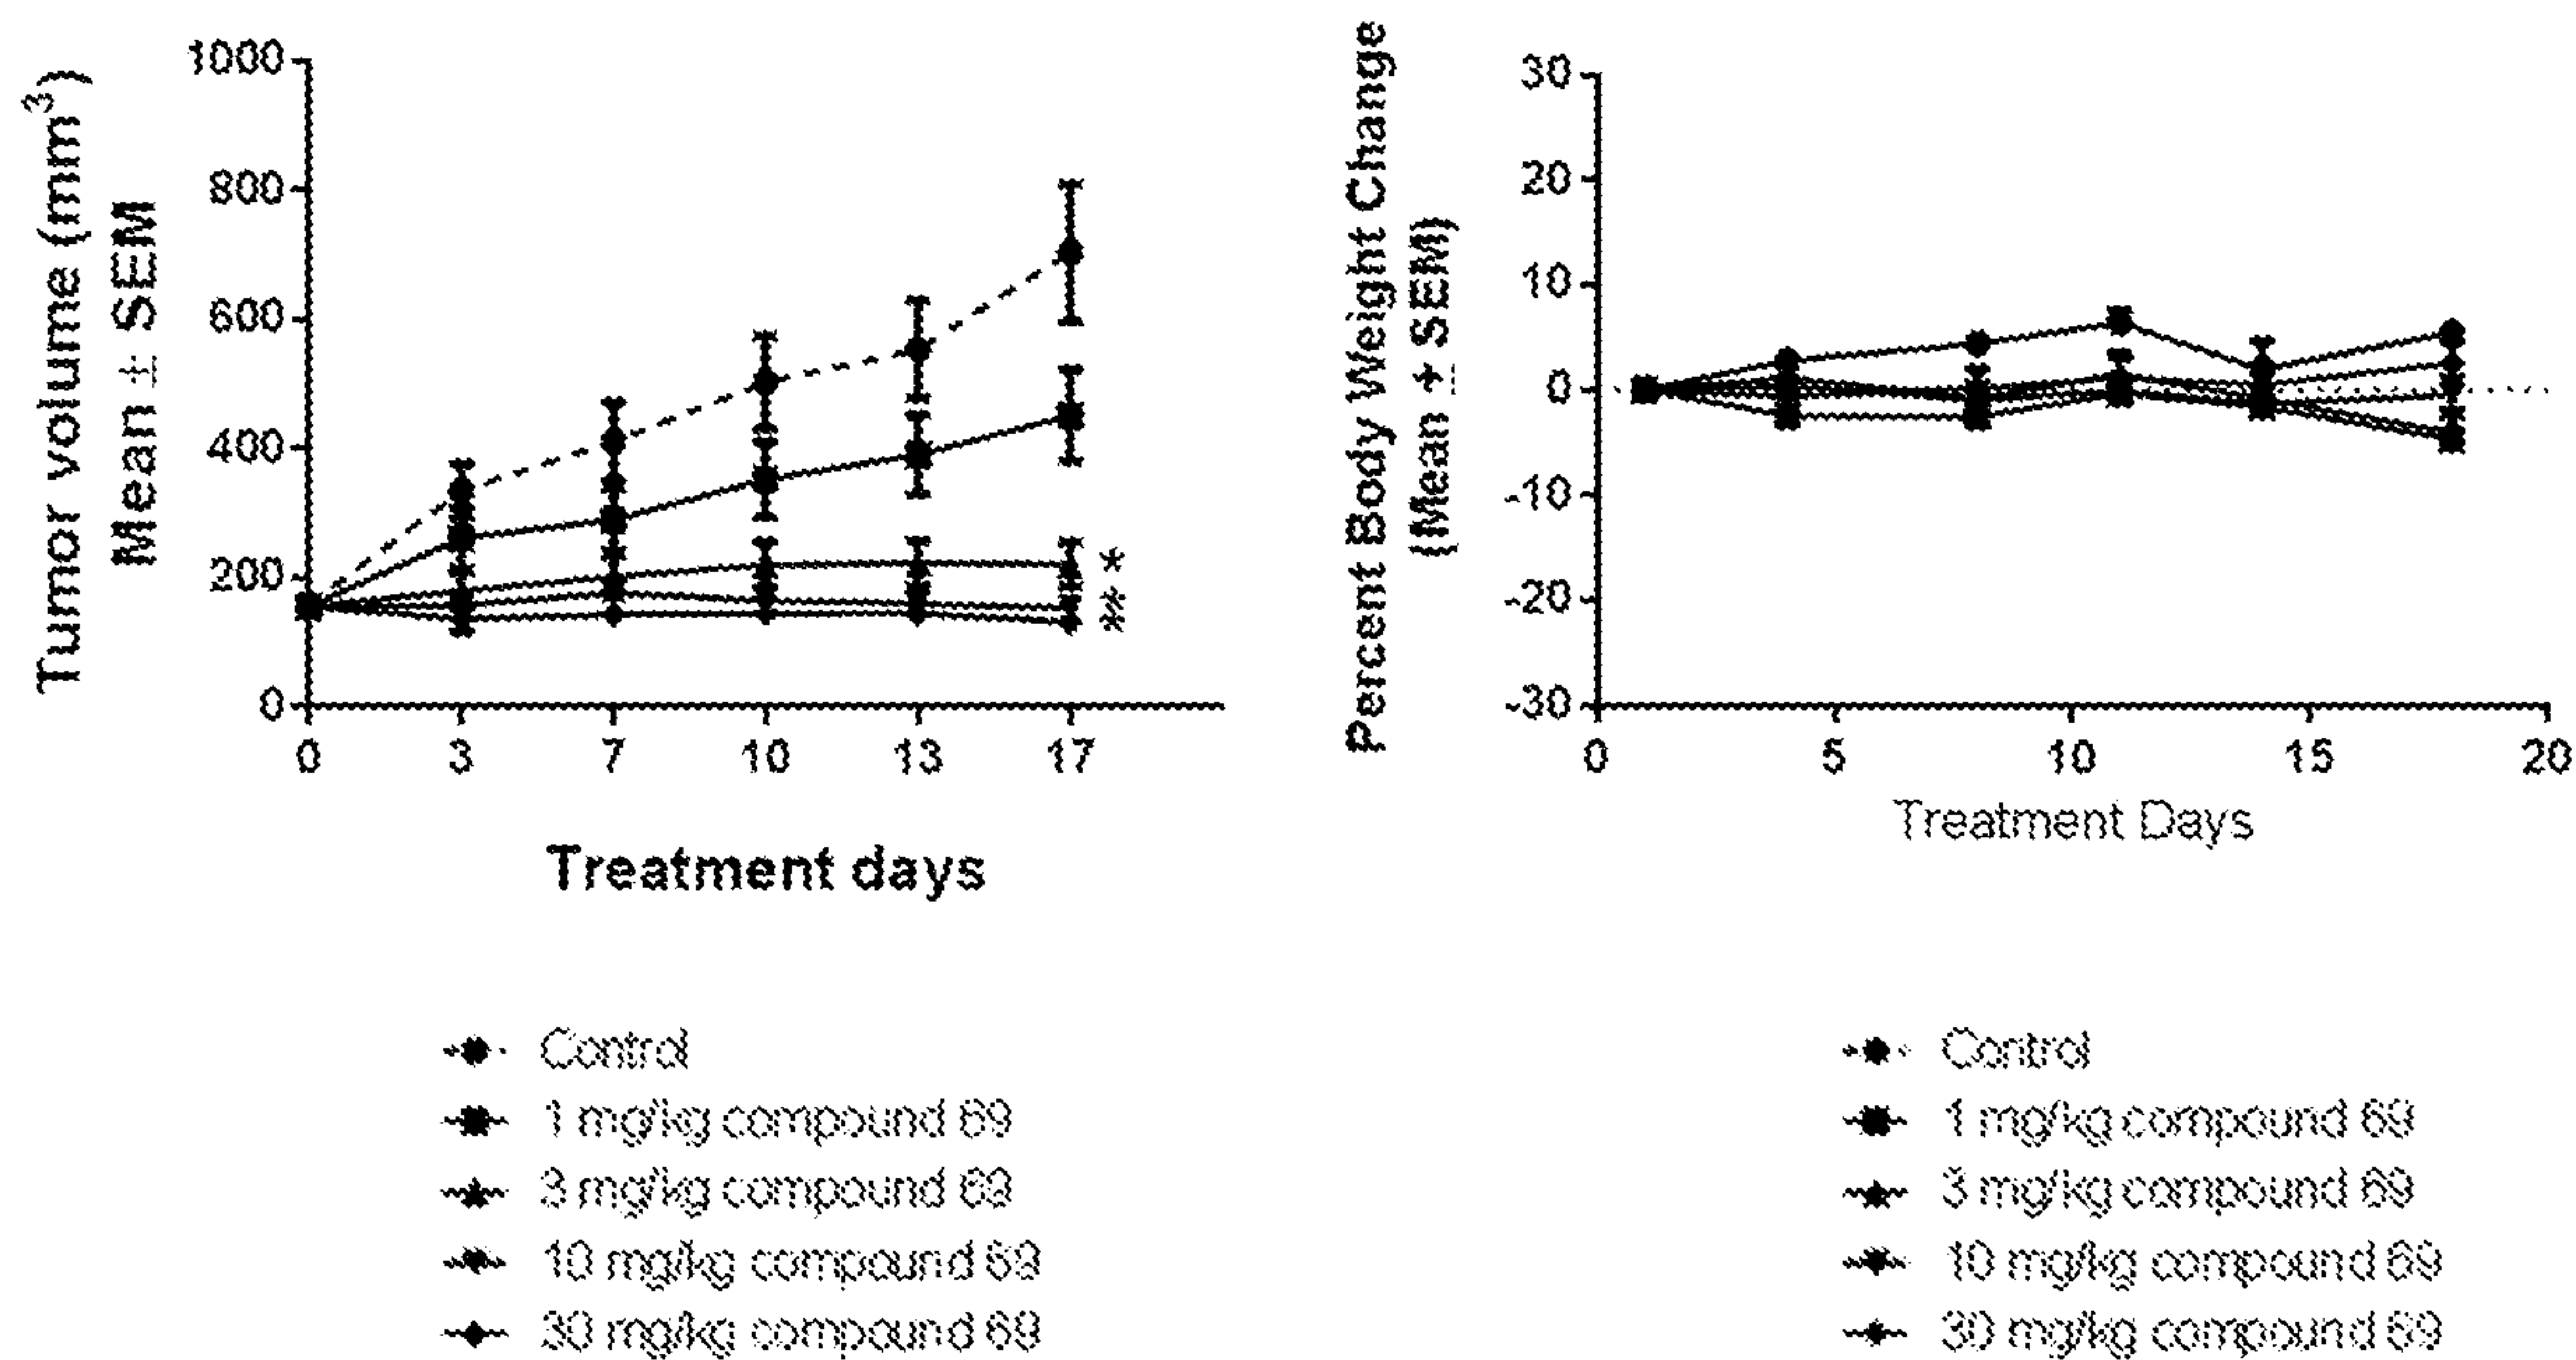 Tumor volume (mm³)
Mean ± SEM
1000
800
600
400
200
0
0 3 7 10 13 17
Treatment days
*
*
*
Control
1 mg/kg compound 69
3 mg/kg compound 69
10 mg/kg compound 69
30 mg/kg compound 69
Percent Body Weight Change
(Mean ± SEM)
30
20
10
0
-10
-20
-30
0 5 10 15 20
Treatment Days
Control
1 mg/kg compound 69
3 mg/kg compound 69
10 mg/kg compound 69
30 mg/kg compound 69